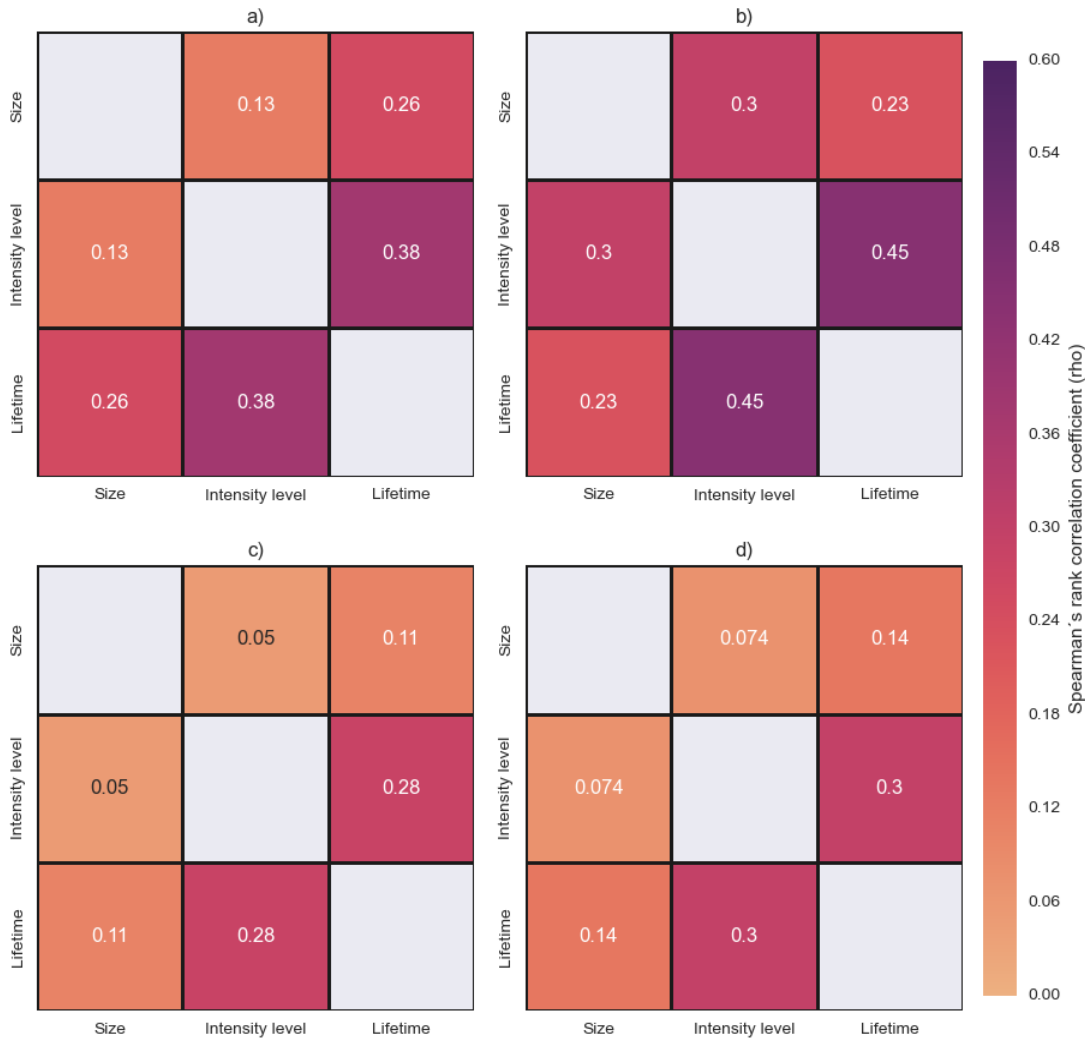 a)
b)
Size
0.13
0.26
Size
0.3
0.23
Intensity level
0.13
0.38
Intensity level
0.3
0.45
Lifetime
0.26
0.38
Lifetime
0.23
0.45
Size
Intensity level
Lifetime
Size
Intensity level
Lifetime
c)
d)
Size
0.05
0.11
Size
0.074
0.14
Intensity level
0.05
0.28
Intensity level
0.074
0.3
Lifetime
0.11
0.28
Lifetime
0.14
0.3
Size
Intensity level
Lifetime
Size
Intensity level
Lifetime
0.60
0.54
0.48
0.42
0.36
0.30
0.24
0.18
0.12
0.06
0.00
Spearman´s rank correlation coefficient (rho)